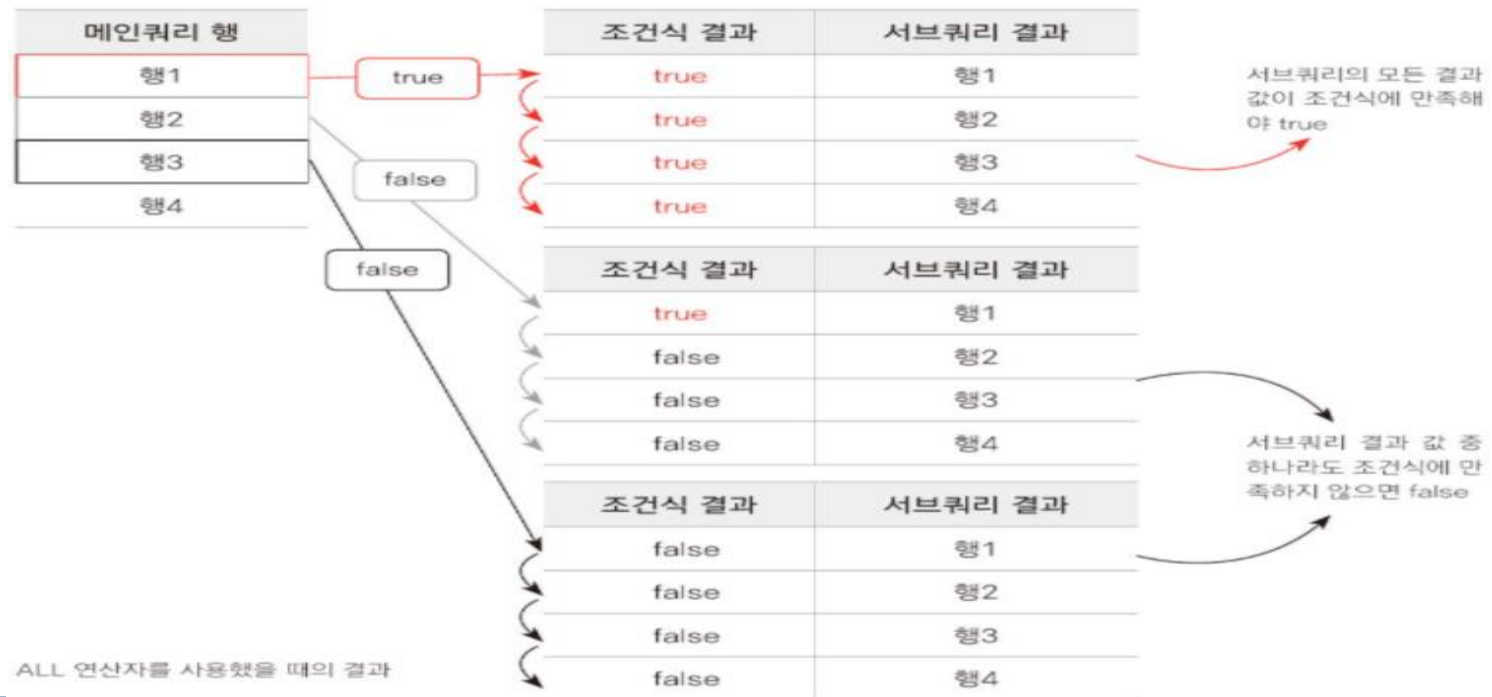 메인쿼리 행
행1
행2
행3
행4
true
false
false
조건식 결과 서브쿼리 결과
true 행1
true 행2
true 행3
true 행4
서브쿼리의 모든 결과
값이 조건식에 만족해
야 true
조건식 결과 서브쿼리 결과
true 행1
false 행2
false 행3
false 행4
서브쿼리 결과 값 중
하나라도 조건식에 만
족하지 않으면 false
조건식 결과 서브쿼리 결과
false 행1
false 행2
false 행3
false 행4
ALL 연산자를 사용했을 때의 결과